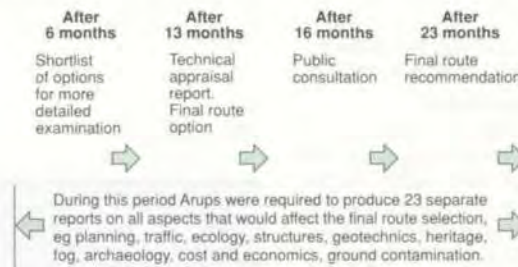 After
6 months
Shortlist
of options
for more
detailed
examination
After
13 months
Technical
appraisal
report.
Final route
option
After
16 months
Public
consultation
After
23 months
Final route
recommendation
During this period Arups were required to produce 23 separate
reports on all aspects that would affect the final route selection,
eg planning, traffic, ecology, structures, geotechnics, heritage,
fog, archaeology, cost and economics, ground contamination.